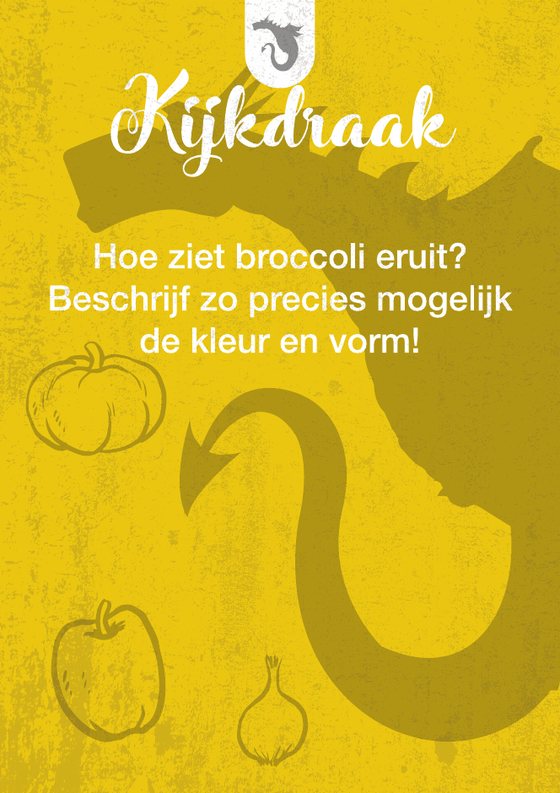 Kijkdraak
Hoe ziet broccoli eruit?
Beschrijf zo precies mogelijk
de kleur en vorm!